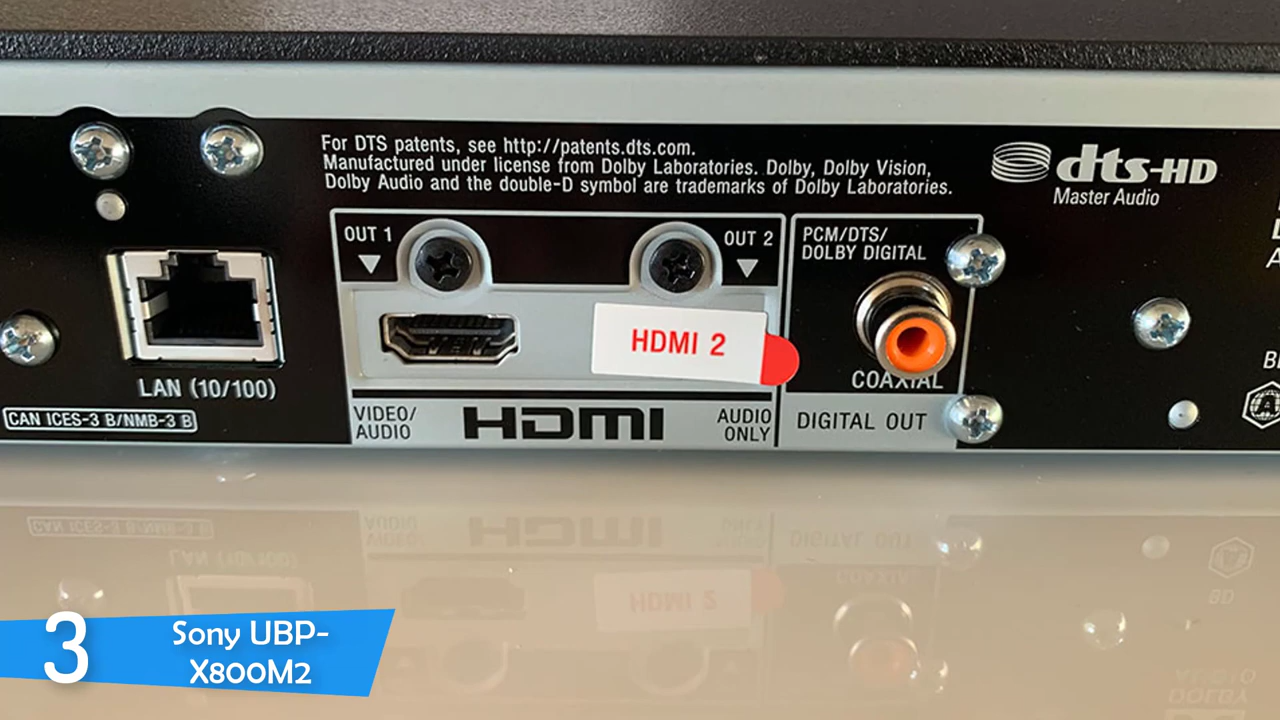 For DTS patents, see http://patents.dts.com.
Manufactured under license from Dolby Laboratories. Dolby, Dolby Vision,
Dolby Audio and the double-D symbol are trademarks of Dolby Laboratories.
dts-HD
Master Audio
OUT 1
OUT 2
PCM/DTS/
DOLBY DIGITAL
HDMI 2
LAN (10/100)
COAXIAL
CAN ICES-3 B/NMB-3 B
VIDEO/
AUDIO
HDMI
AUDIO
ONLY
DIGITAL OUT
3
Sony UBP-
X800M2